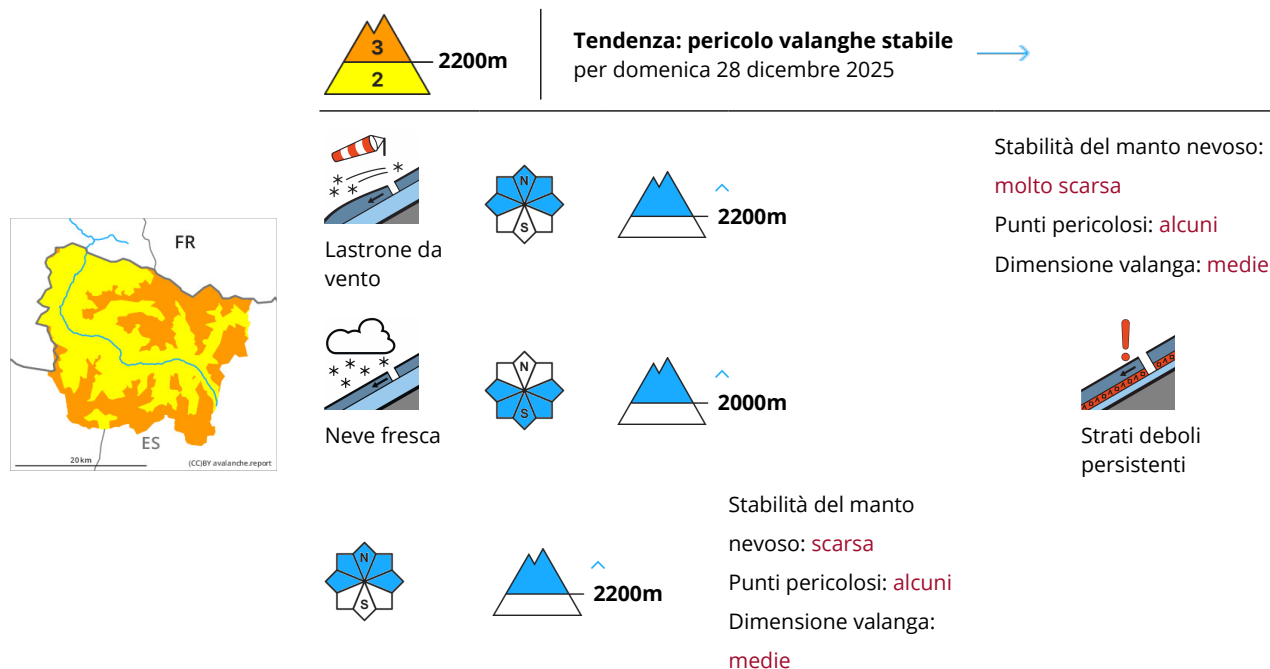 3
2200m
2
Tendenza: pericolo valanghe stabile
per domenica 28 dicembre 2025
FR
ES
20 km
(CC)BY avalanche.report
Lastrone da
vento
N
S
2200m
Stabilità del manto nevoso:
molto scarsa
Punti pericolosi: alcuni
Dimensione valanga: medie
Neve fresca
N
S
2000m
Strati deboli
persistenti
N
S
2200m
Stabilità del manto
nevoso: scarsa
Punti pericolosi: alcuni
Dimensione valanga:
medie